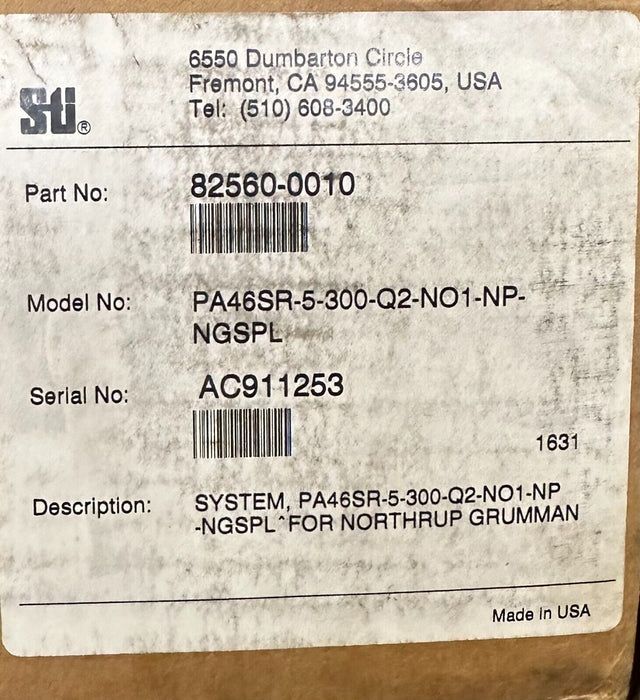 6550 Dumbarton Circle
Fremont, CA 94555-3605, USA
Tel: (510) 608-3400
Sti®
Part No: 82560-0010
Model No: PA46SR-5-300-Q2-NO1-NP-
NGSPL
Serial No: AC911253
1631
Description: SYSTEM, PA46SR-5-300-Q2-NO1-NP
-NGSPL^FOR NORTHRUP GRUMMAN
Made in USA